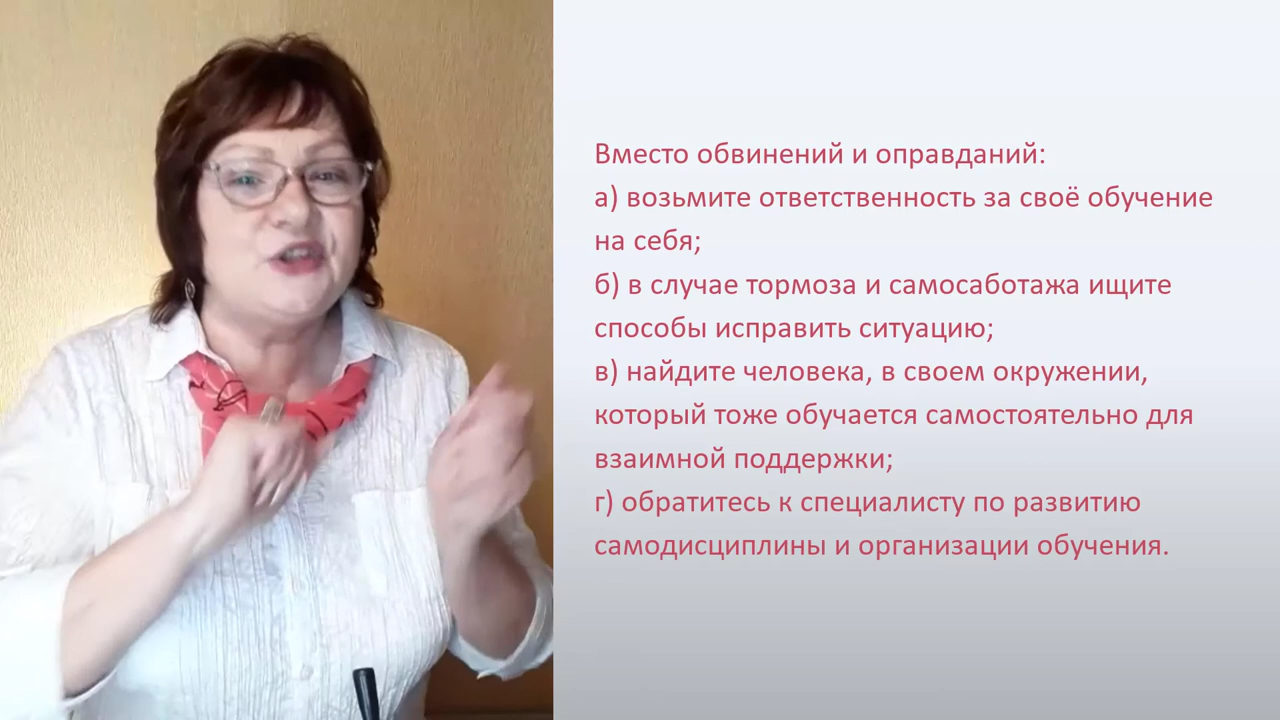 Вместо обвинений и оправданий:
а) возьмите ответственность за своё обучение
на себя;
б) в случае тормоза и самосаботажа ищите
способы исправить ситуацию;
в) найдите человека, в своем окружении,
который тоже обучается самостоятельно для
взаимной поддержки;
г) обратитесь к специалисту по развитию
самодисциплины и организации обучения.